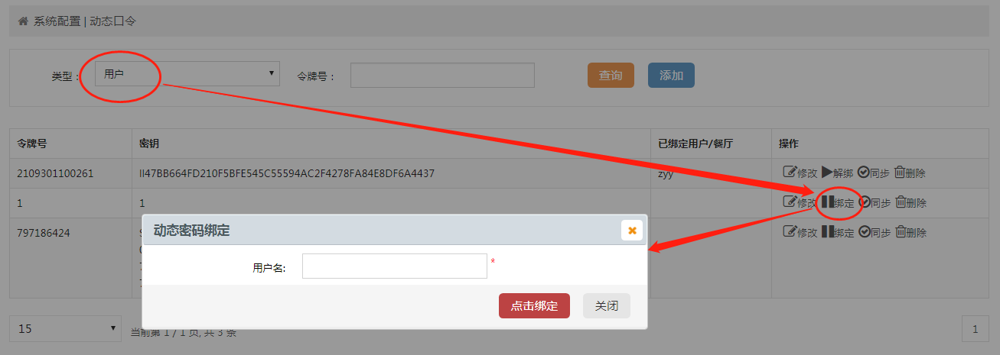 系统配置 | 动态口令
类型： 用户 令牌号： 查询 添加
令牌号 密钥 已绑定用户/餐厅 操作
2109301100261 II47BB664FD210F5BFE545C55594AC2F4278FA84E8DF6A4437 zyy 修改 解绑 同步 删除
1 1 修改 绑定 同步 删除
797186424 修改 绑定 同步 删除
动态密码绑定
用户名: *
点击绑定 关闭
15 当前第 1 / 1 页, 共 3 条 1